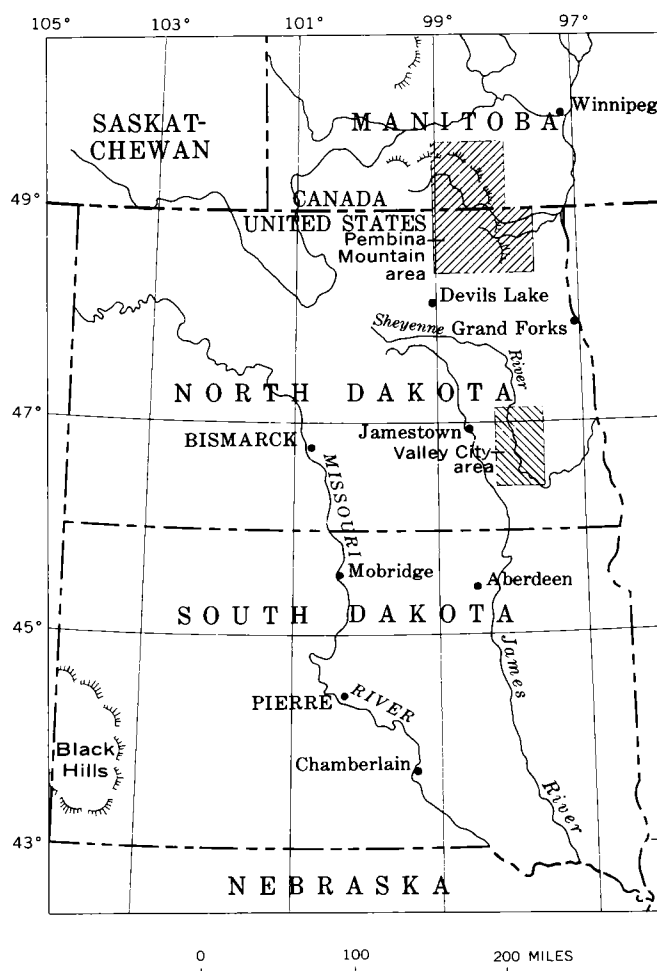 105° 103° 101° 99° 97°
Winnipeg
MANITOBA
SASKAT-
CHEWAN
49°
CANADA
UNITED STATES
Pembina
Mountain
area
Devils Lake
Sheyenne River
Grand Forks
NORTH DAKOTA
47°
Jamestown
BISMARCK
Valley City
area
MISSOURI RIVER
Mobridge
Aberdeen
SOUTH DAKOTA
45°
James River
PIERRE
Black
Hills
Chamberlain
43°
NEBRASKA
0 100 200 MILES